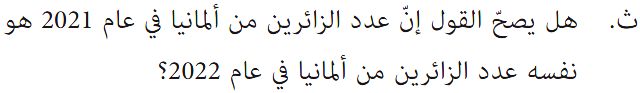 ث. هل يصحّ القول إنّ عدد الزائرين من ألمانيا في عام 2021 هو
نفسه عدد الزائرين من ألمانيا في عام 2022؟